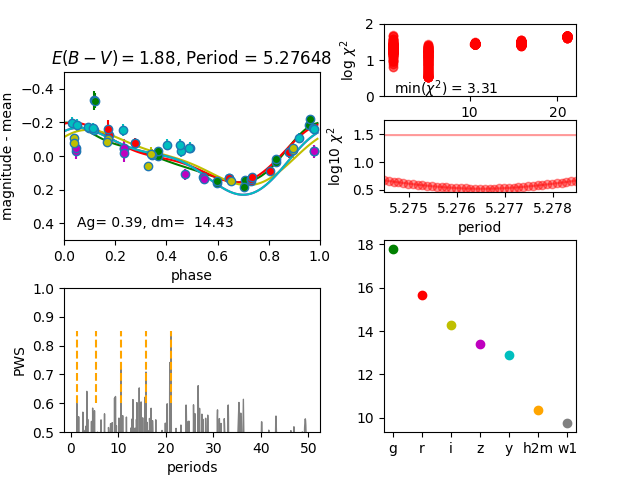 E(B − V) = 1.88, Period = 5.27648
magnitude - mean
−0.4
−0.2
0.0
0.2
0.4
Ag= 0.39, dm=  14.43
0.0 0.2 0.4 0.6 0.8 1.0
phase
log χ²
2
1
0
min(χ²) = 3.31
10 20
log10 χ²
1.5
1.0
0.5
5.275 5.276 5.277 5.278
period
PWS
1.0
0.9
0.8
0.7
0.6
0.5
0 10 20 30 40 50
periods
18
16
14
12
10
g r i z y h2m w1